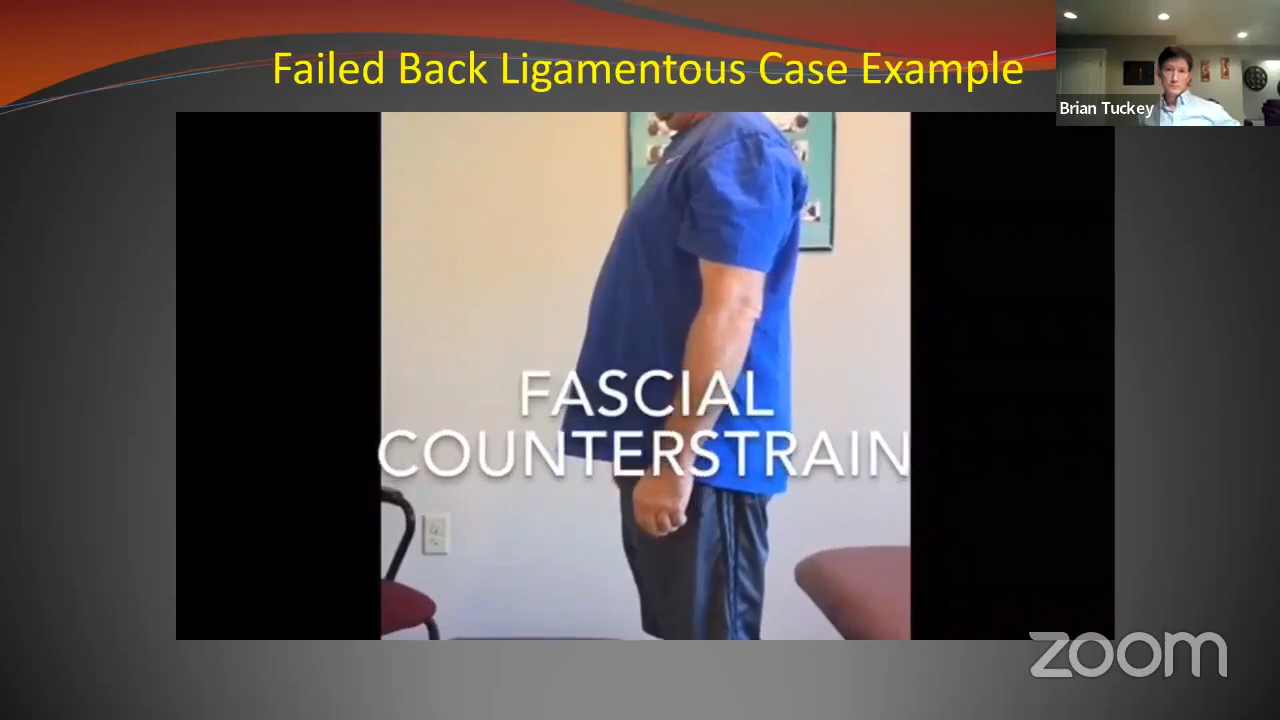 Failed Back Ligamentous Case Example
Brian Tuckey
FASCIAL
COUNTERSTRAIN
zoom